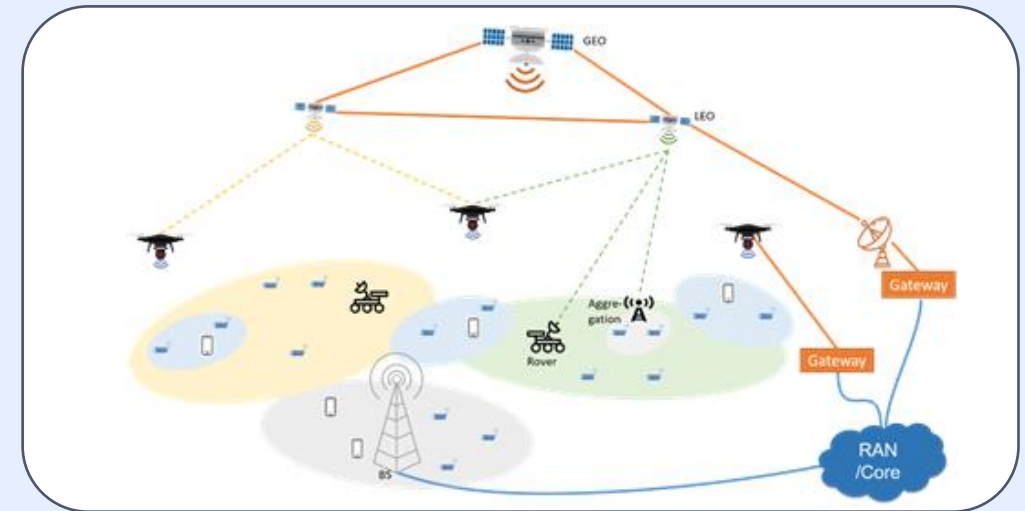 GEO
LEO
Gateway
Aggre-
gation
Rover
Gateway
BS
RAN
/Core